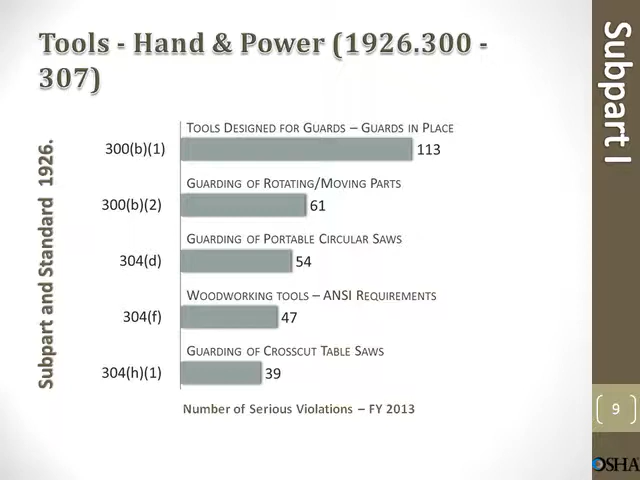 Tools - Hand & Power (1926.300 -
307)
Subpart I
Subpart and Standard 1926.
TOOLS DESIGNED FOR GUARDS – GUARDS IN PLACE
300(b)(1)
113
GUARDING OF ROTATING/MOVING PARTS
300(b)(2)
61
GUARDING OF PORTABLE CIRCULAR SAWS
304(d)
54
WOODWORKING TOOLS – ANSI REQUIREMENTS
304(f)
47
GUARDING OF CROSSCUT TABLE SAWS
304(h)(1)
39
Number of Serious Violations – FY 2013
9
OSHA